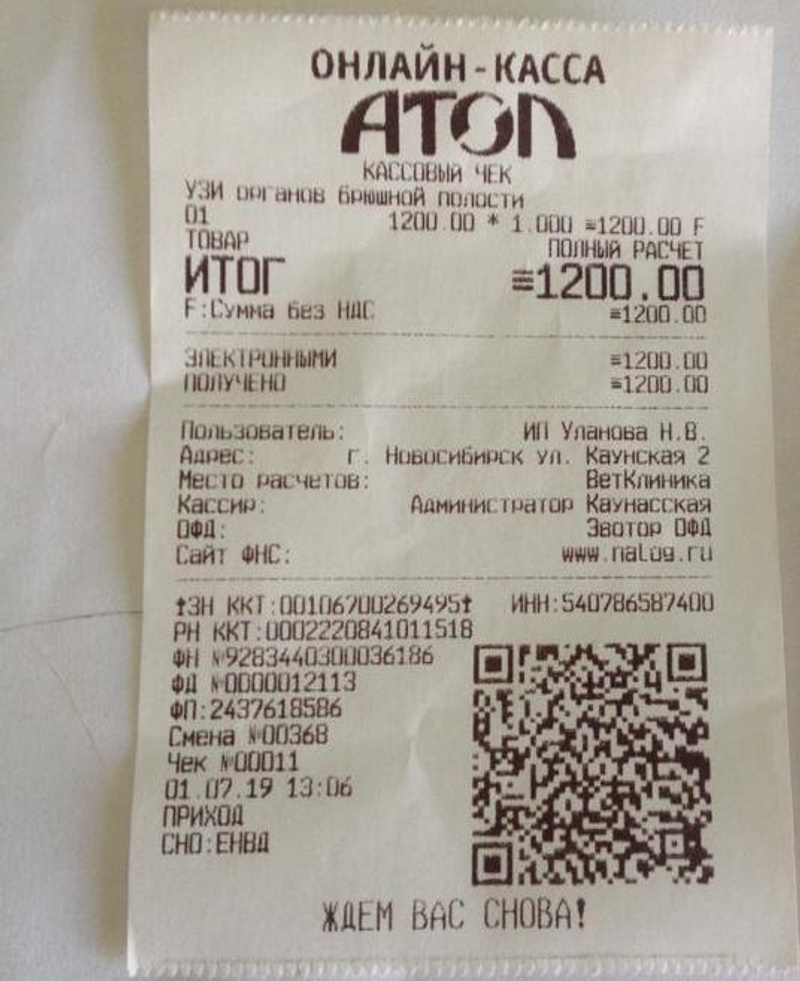 ОНЛАЙН-КАССА
АТОЛ
КАССОВЫЙ ЧЕК
УЗИ органов брюшной полости
01 1200.00 * 1.000 ≡1200.00 F
ТОВАР ПОЛНЫЙ РАСЧЕТ
ИТОГ ≡1200.00
F:Сумма без НДС ≡1200.00
ЭЛЕКТРОННЫМИ ≡1200.00
ПОЛУЧЕНО ≡1200.00
Пользователь: ИП Уланова Н.В.
Адрес: г. Новосибирск ул. Каунская 2
Место расчетов: ВетКлиника
Кассир: Администратор Каунасская
ОФД: Эвотор ОФД
Сайт ФНС: www.nalog.ru
ЗН ККТ:00106700269495 ИНН:540786587400
РН ККТ:0002220841011518
ФН №9283440300036186
ФД №0000012113
ФП:2437618586
Смена №00368
Чек №00011
01.07.19 13:06
ПРИХОД
СНО:ЕНВД
ЖДЕМ ВАС СНОВА!